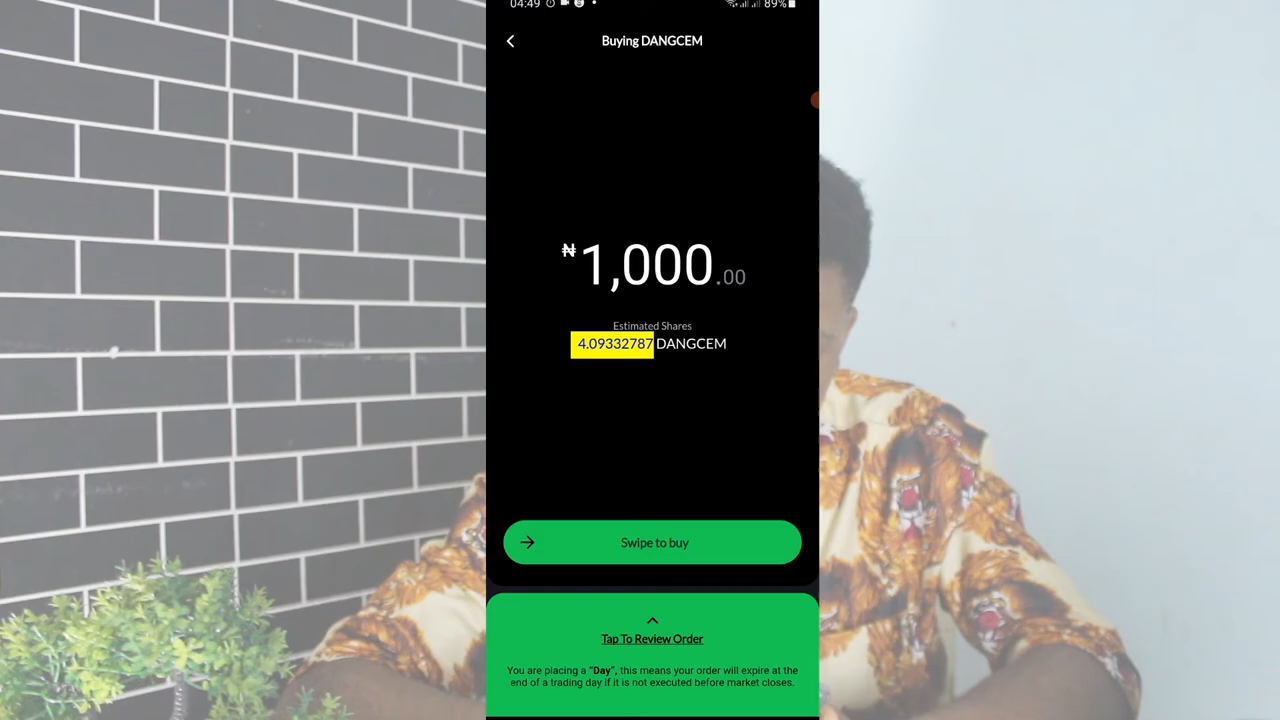 04:49 89%
Buying DANGCEM
₦1,000.00
Estimated Shares
4.09332787 DANGCEM
Swipe to buy
Tap To Review Order
You are placing a “Day”, this means your order will expire at the
end of a trading day if it is not executed before market closes.